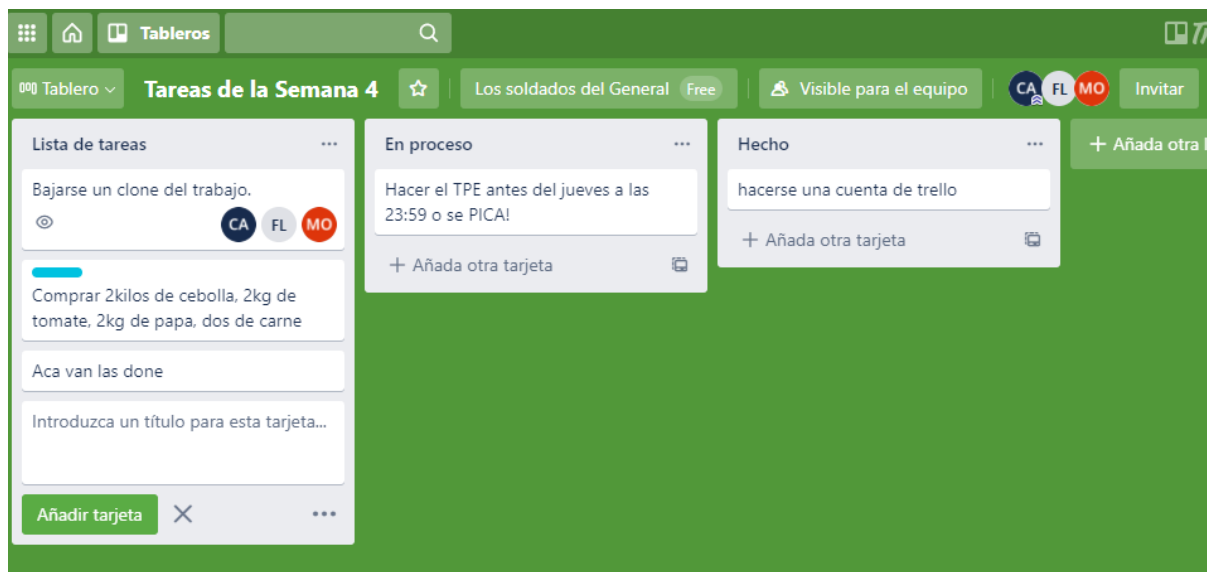 Tableros
Tablero
Tareas de la Semana 4
Los soldados del General
Free
Visible para el equipo
CA
FL
MO
Invitar
Lista de tareas
Bajarse un clone del trabajo.
CA
FL
MO
Comprar 2kilos de cebolla, 2kg de
tomate, 2kg de papa, dos de carne
Aca van las done
Introduzca un título para esta tarjeta...
Añadir tarjeta
En proceso
Hacer el TPE antes del jueves a las
23:59 o se PICA!
+ Añada otra tarjeta
Hecho
hacerse una cuenta de trello
+ Añada otra tarjeta
+ Añada otra